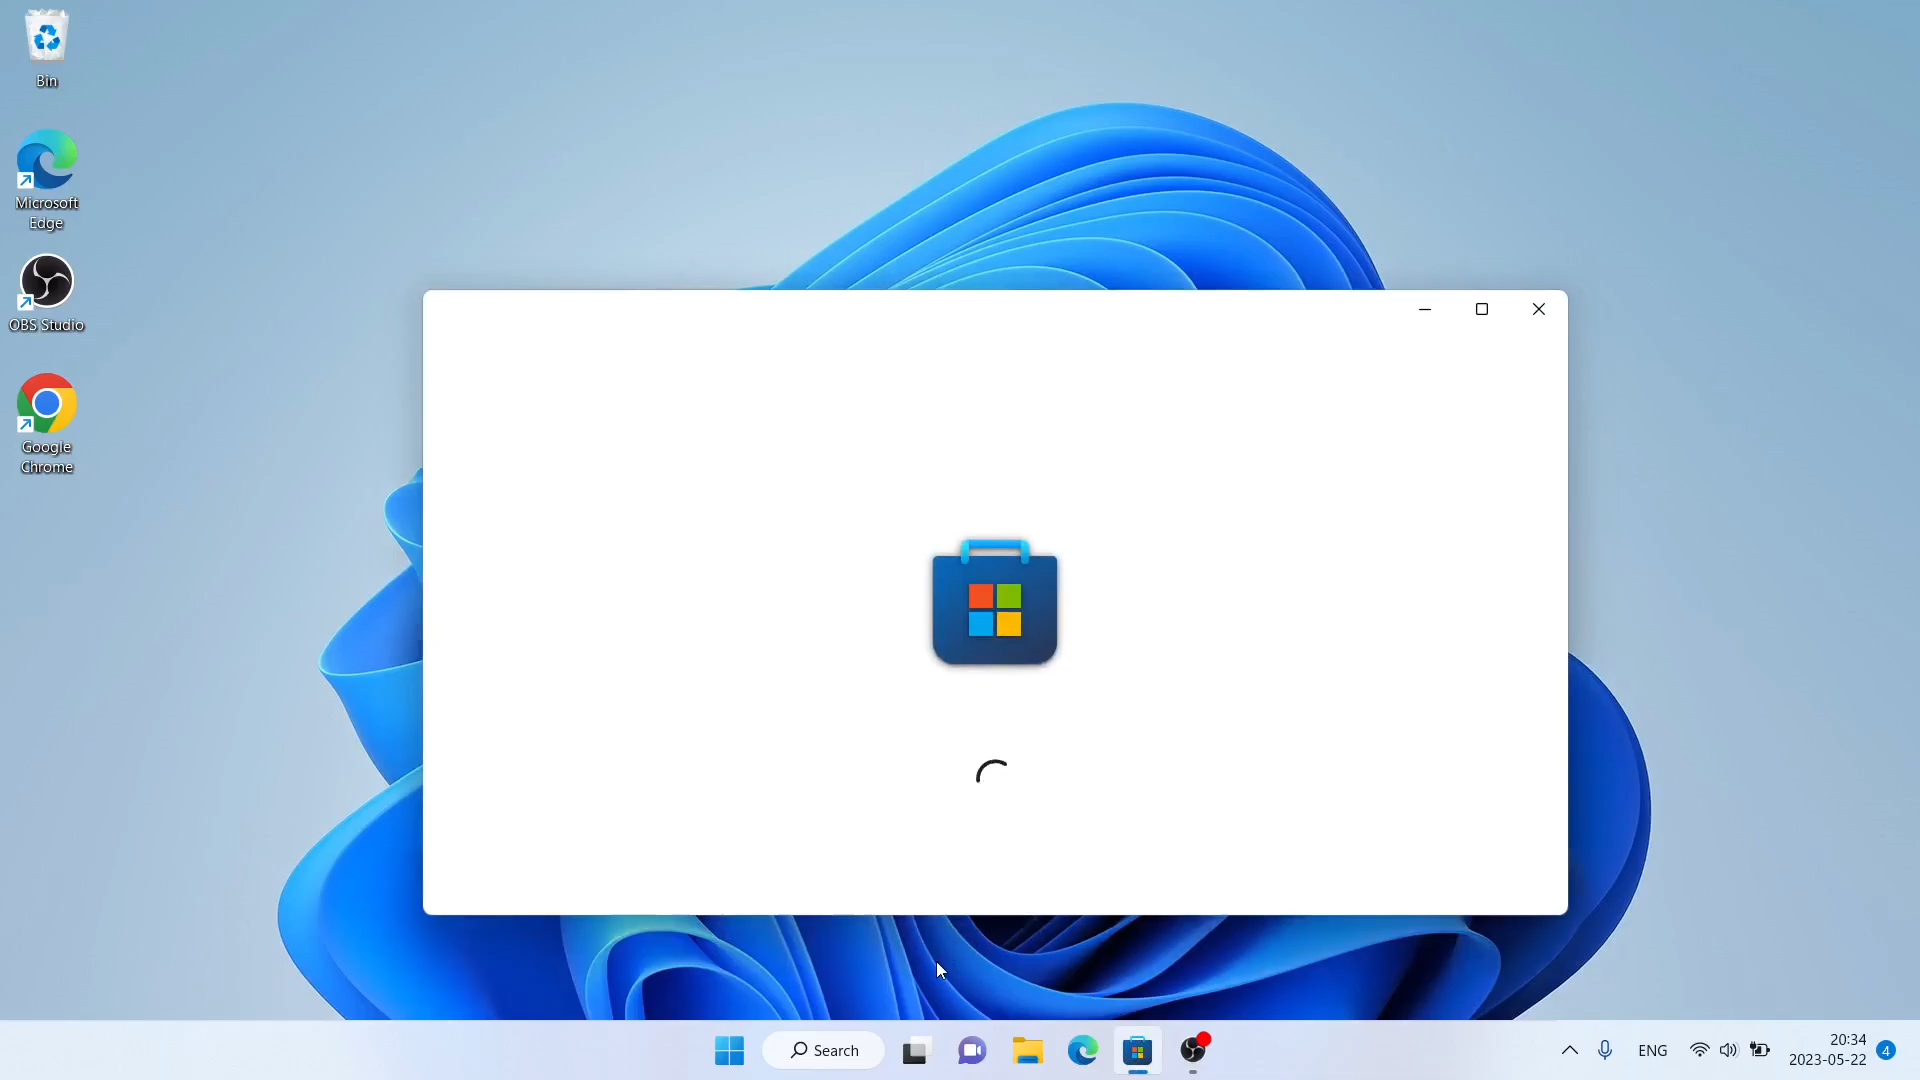 Bin
Microsoft
Edge
OBS Studio
Google
Chrome
Search
ENG
20:34
2023-05-22
4